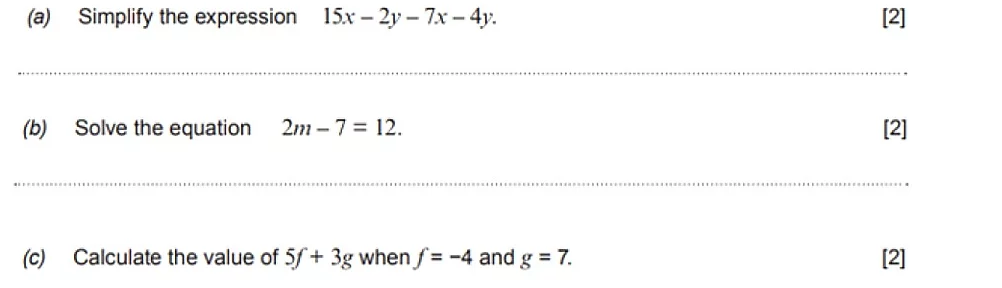 (a) Simplify the expression 15x – 2y – 7x – 4y. [2]
(b) Solve the equation 2m – 7 = 12. [2]
(c) Calculate the value of 5f + 3g when f = −4 and g = 7. [2]